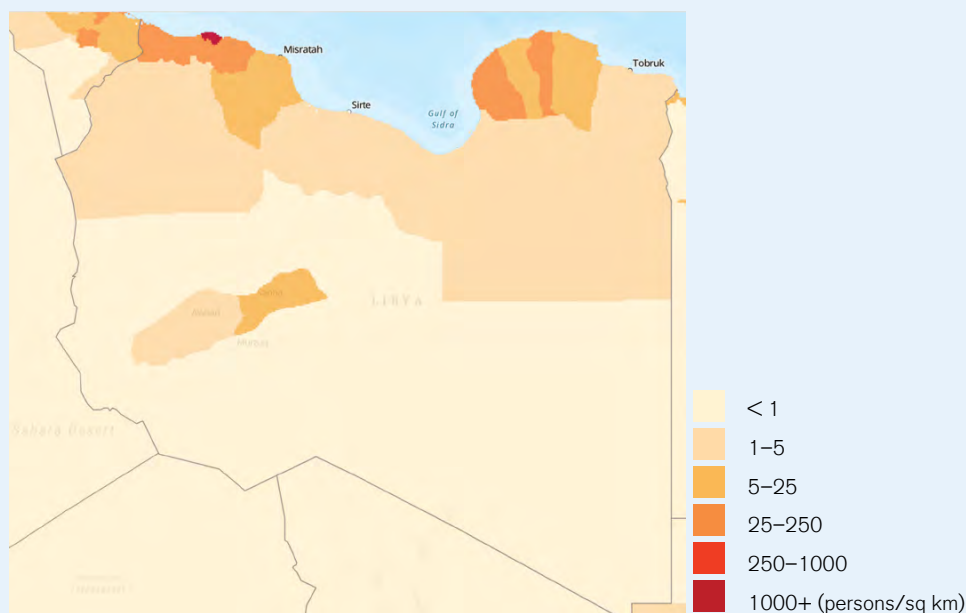 Misratah
Tobruk
Sirte
Gulf of
Sidra
LIBYA
Sahara Desert
< 1
1–5
5–25
25–250
250–1000
1000+ (persons/sq km)